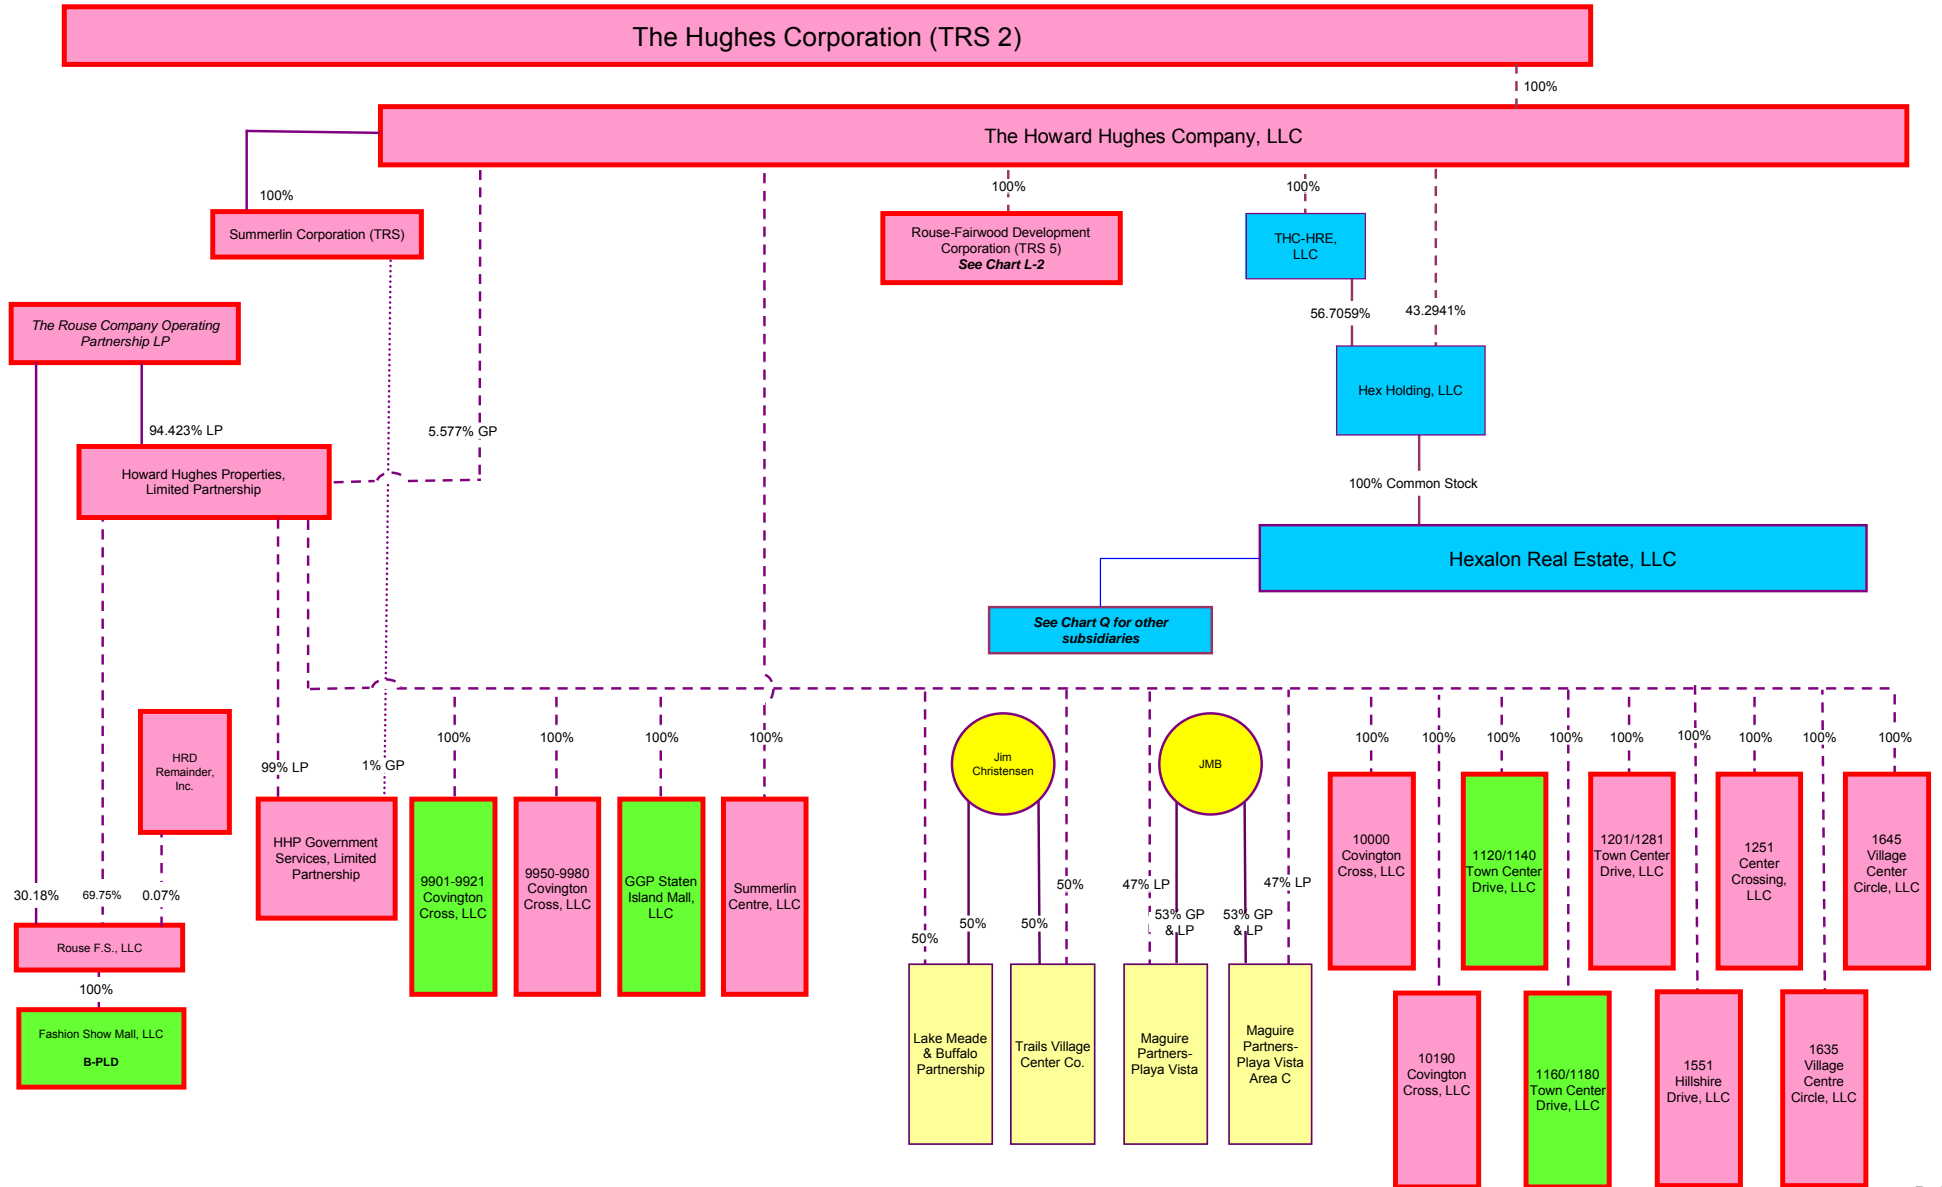 The Hughes Corporation (TRS 2)
100%
The Howard Hughes Company, LLC
100%
100%
100%
Summerlin Corporation (TRS)
Rouse-Fairwood Development
Corporation (TRS 5)
See Chart L-2
THC-HRE,
LLC
56.7059%
43.2941%
The Rouse Company Operating
Partnership LP
Hex Holding, LLC
94.423% LP
5.577% GP
Howard Hughes Properties,
Limited Partnership
100% Common Stock
Hexalon Real Estate, LLC
See Chart Q for other
subsidiaries
HRD
Remainder,
Inc.
99% LP
1% GP
100%
100%
100%
100%
Jim
Christensen
JMB
100%
100%
100%
100%
100%
100%
100%
100%
100%
30.18%
69.75%
0.07%
HHP Government
Services, Limited
Partnership
9901-9921
Covington
Cross, LLC
9950-9980
Covington
Cross, LLC
GGP Staten
Island Mall,
LLC
Summerlin
Centre, LLC
50%
50%
50%
50%
47% LP
53% GP
& LP
53% GP
& LP
47% LP
10000
Covington
Cross, LLC
1120/1140
Town Center
Drive, LLC
1201/1281
Town Center
Drive, LLC
1251
Center
Crossing,
LLC
1645
Village
Center
Circle, LLC
Rouse F.S., LLC
100%
Fashion Show Mall, LLC
B-PLD
Lake Meade
& Buffalo
Partnership
Trails Village
Center Co.
Maguire
Partners-
Playa Vista
Maguire
Partners-
Playa Vista
Area C
10190
Covington
Cross, LLC
1160/1180
Town Center
Drive, LLC
1551
Hillshire
Drive, LLC
1635
Village
Centre
Circle, LLC